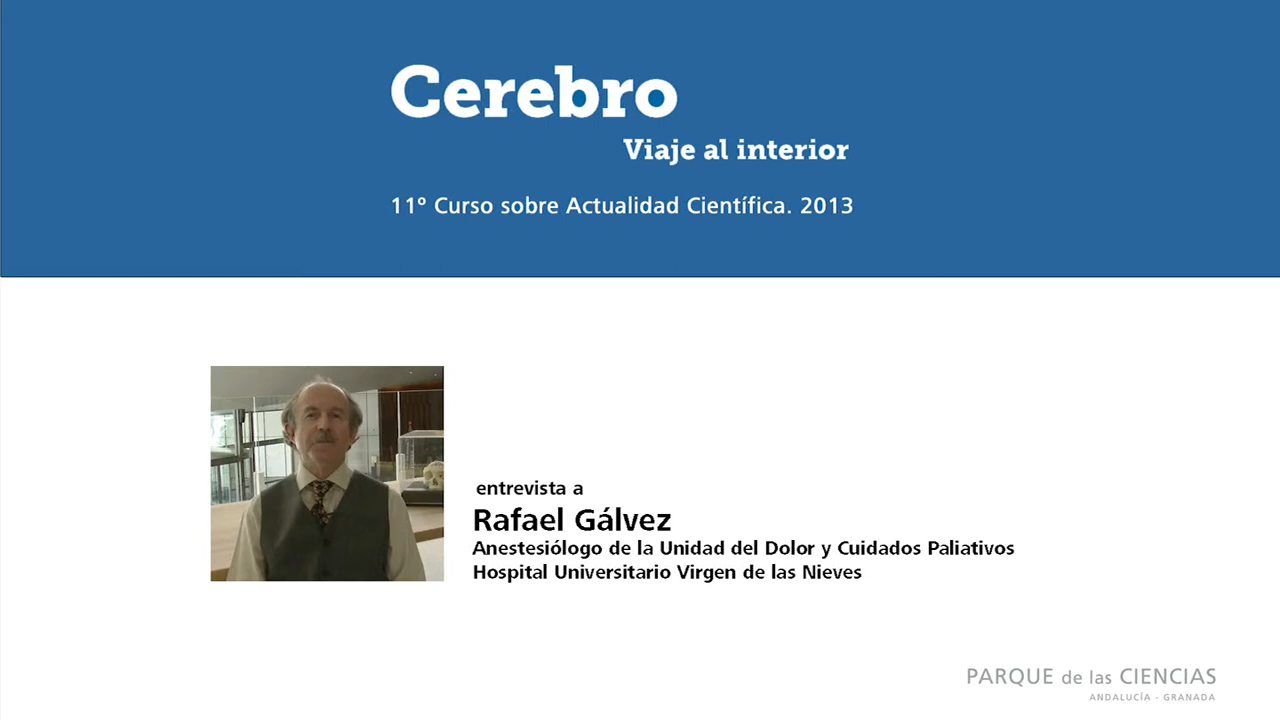 Cerebro
Viaje al interior
11º Curso sobre Actualidad Científica. 2013
entrevista a
Rafael Gálvez
Anestesiólogo de la Unidad del Dolor y Cuidados Paliativos
Hospital Universitario Virgen de las Nieves
PARQUE de las CIENCIAS
ANDALUCÍA - GRANADA